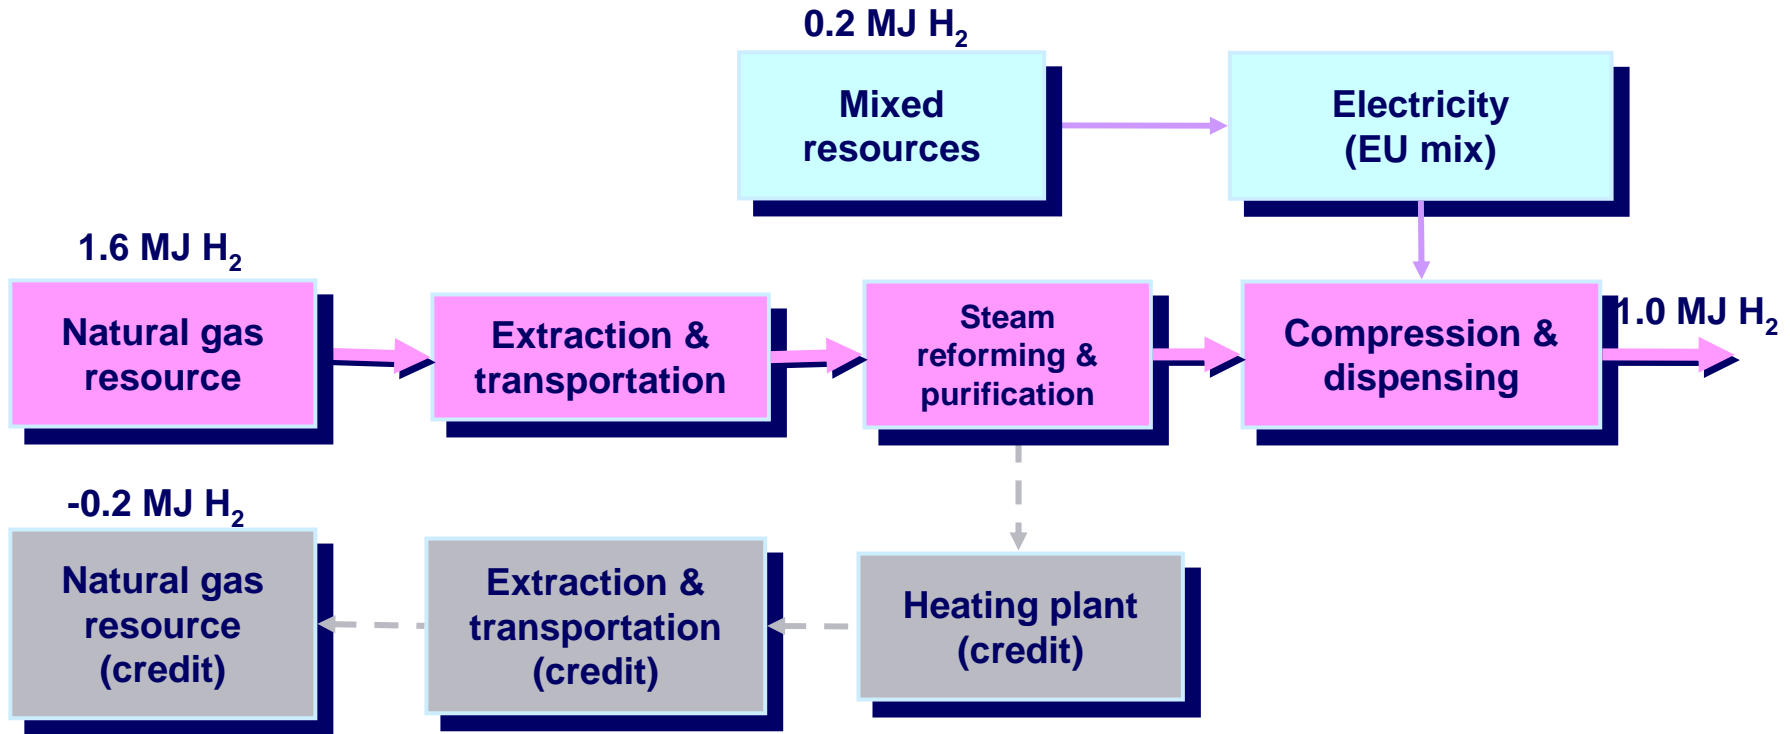 0.2 MJ H₂
Mixed
resources
Electricity
(EU mix)
1.6 MJ H₂
Natural gas
resource
Extraction &
transportation
Steam
reforming &
purification
Compression &
dispensing
1.0 MJ H₂
-0.2 MJ H₂
Natural gas
resource
(credit)
Extraction &
transportation
(credit)
Heating plant
(credit)